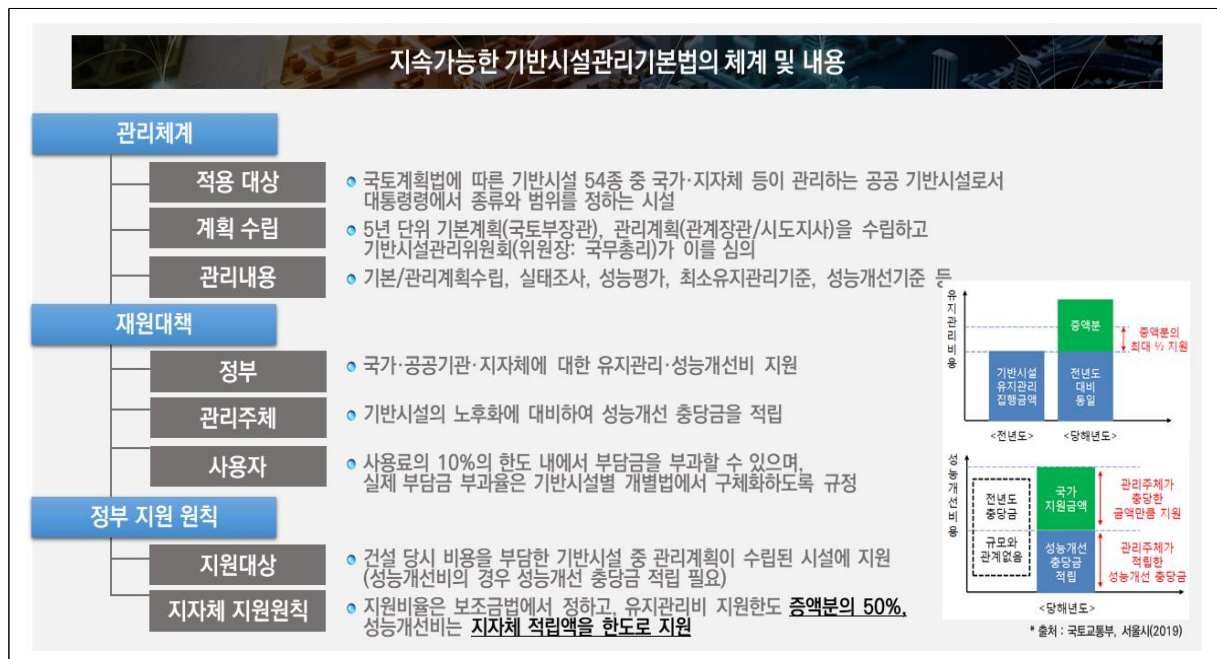 지속가능한 기반시설관리기본법의 체계 및 내용
관리체계
적용 대상
국토계획법에 따른 기반시설 54종 중 국가·지자체 등이 관리하는 공공 기반시설로서
대통령령에서 종류와 범위를 정하는 시설
계획 수립
5년 단위 기본계획(국토부장관), 관리계획(관계장관/시도지사)을 수립하고
기반시설관리위원회(위원장: 국무총리)가 이를 심의
관리내용
기본/관리계획수립, 실태조사, 성능평가, 최소유지관리기준, 성능개선기준 등
재원대책
정부
국가·공공기관·지자체에 대한 유지관리·성능개선비 지원
관리주체
기반시설의 노후화에 대비하여 성능개선 충당금을 적립
사용자
사용료의 10%의 한도 내에서 부담금을 부과할 수 있으며,
실제 부담금 부과율은 기반시설별 개별법에서 구체화하도록 규정
정부 지원 원칙
지원대상
건설 당시 비용을 부담한 기반시설 중 관리계획이 수립된 시설에 지원
(성능개선비의 경우 성능개선 충당금 적립 필요)
지자체 지원원칙
지원비율은 보조금법에서 정하고, 유지관리비 지원한도 증액분의 50%,
성능개선비는 지자체 적립액을 한도로 지원
유지관리비용
증액분
증액분의
최대 ½ 지원
기반시설
유지관리
집행금액
전년도
대비
동일
<전년도>
<당해년도>
성능개선비용
전년도
충당금
규모와
관계없음
국가
지원금액
성능개선
충당금
적립
관리주체가
충당한
금액만큼 지원
관리주체가
적립한
성능개선 충당금
<당해년도>
* 출처 : 국토교통부, 서울시(2019)